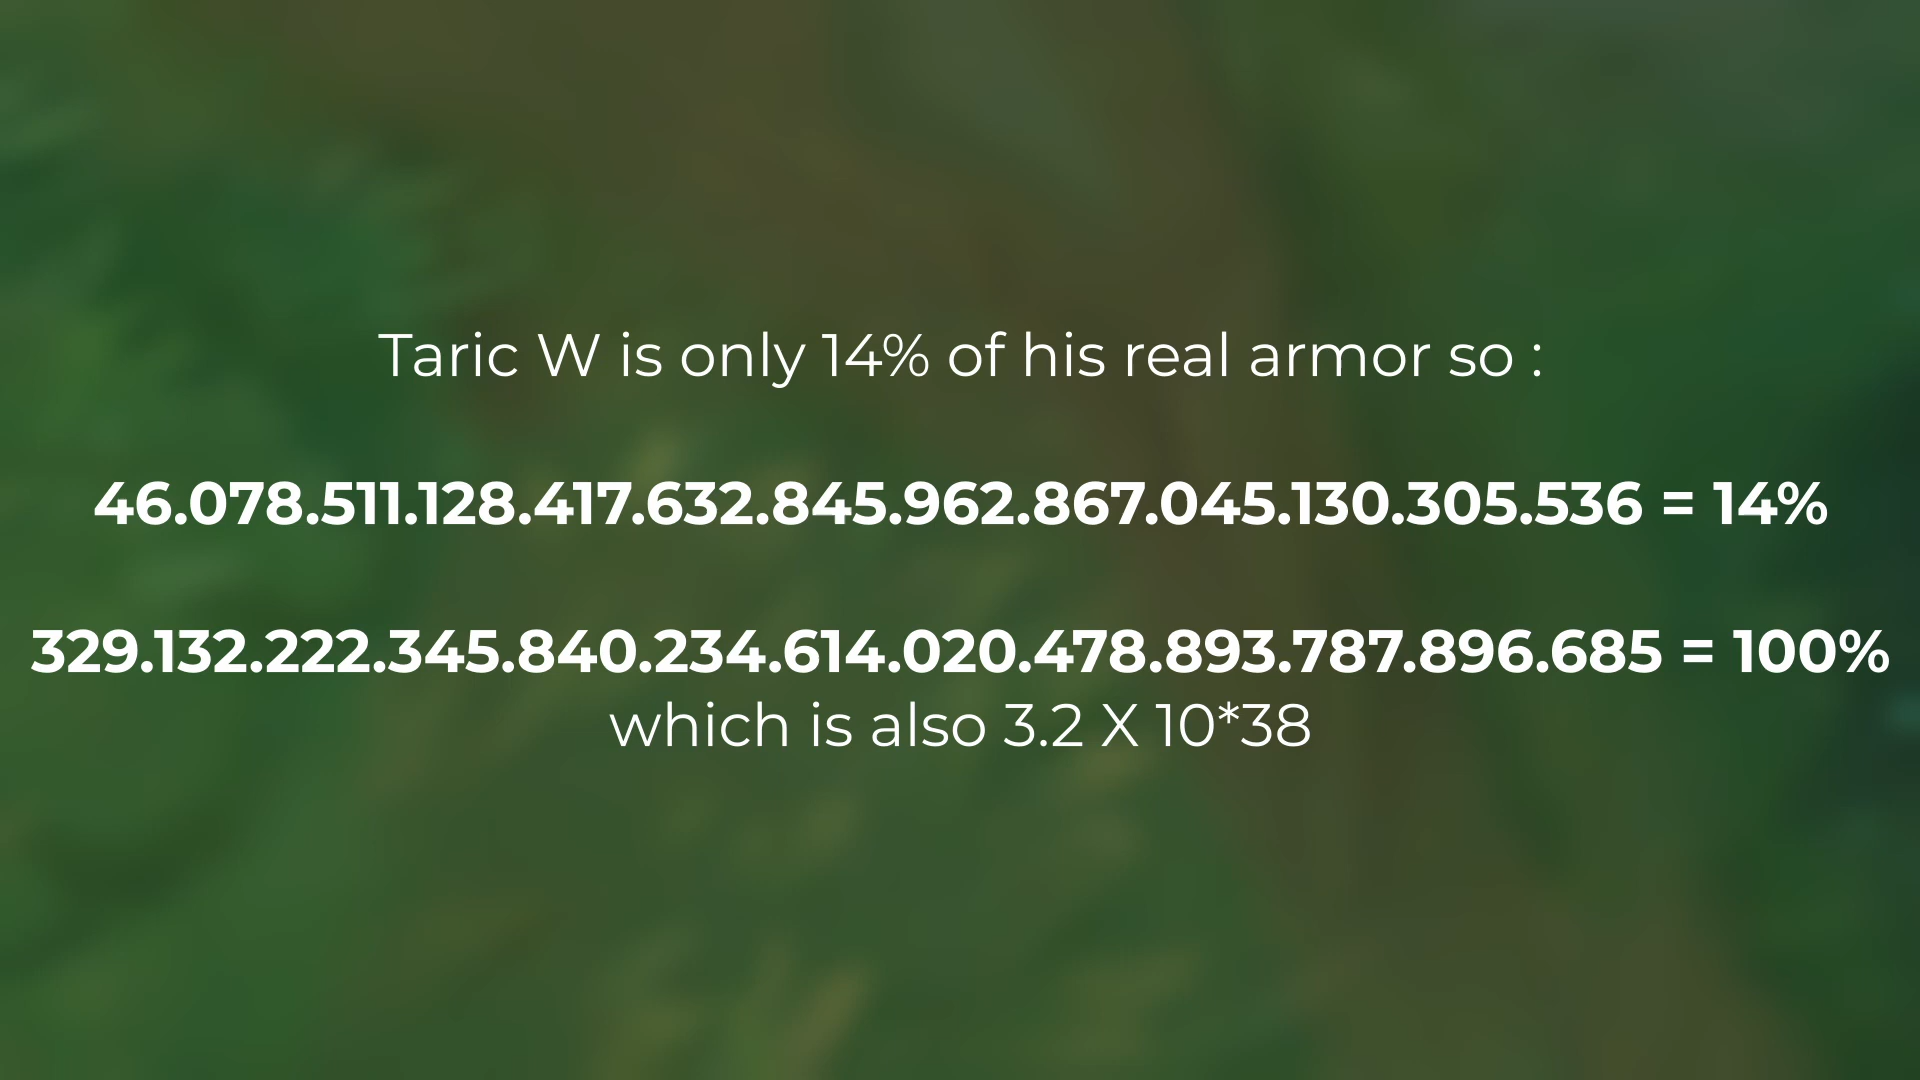 Taric W is only 14% of his real armor so :
46.078.511.128.417.632.845.962.867.045.130.305.536 = 14%
329.132.222.345.840.234.614.020.478.893.787.896.685 = 100%
which is also 3.2 X 10*38